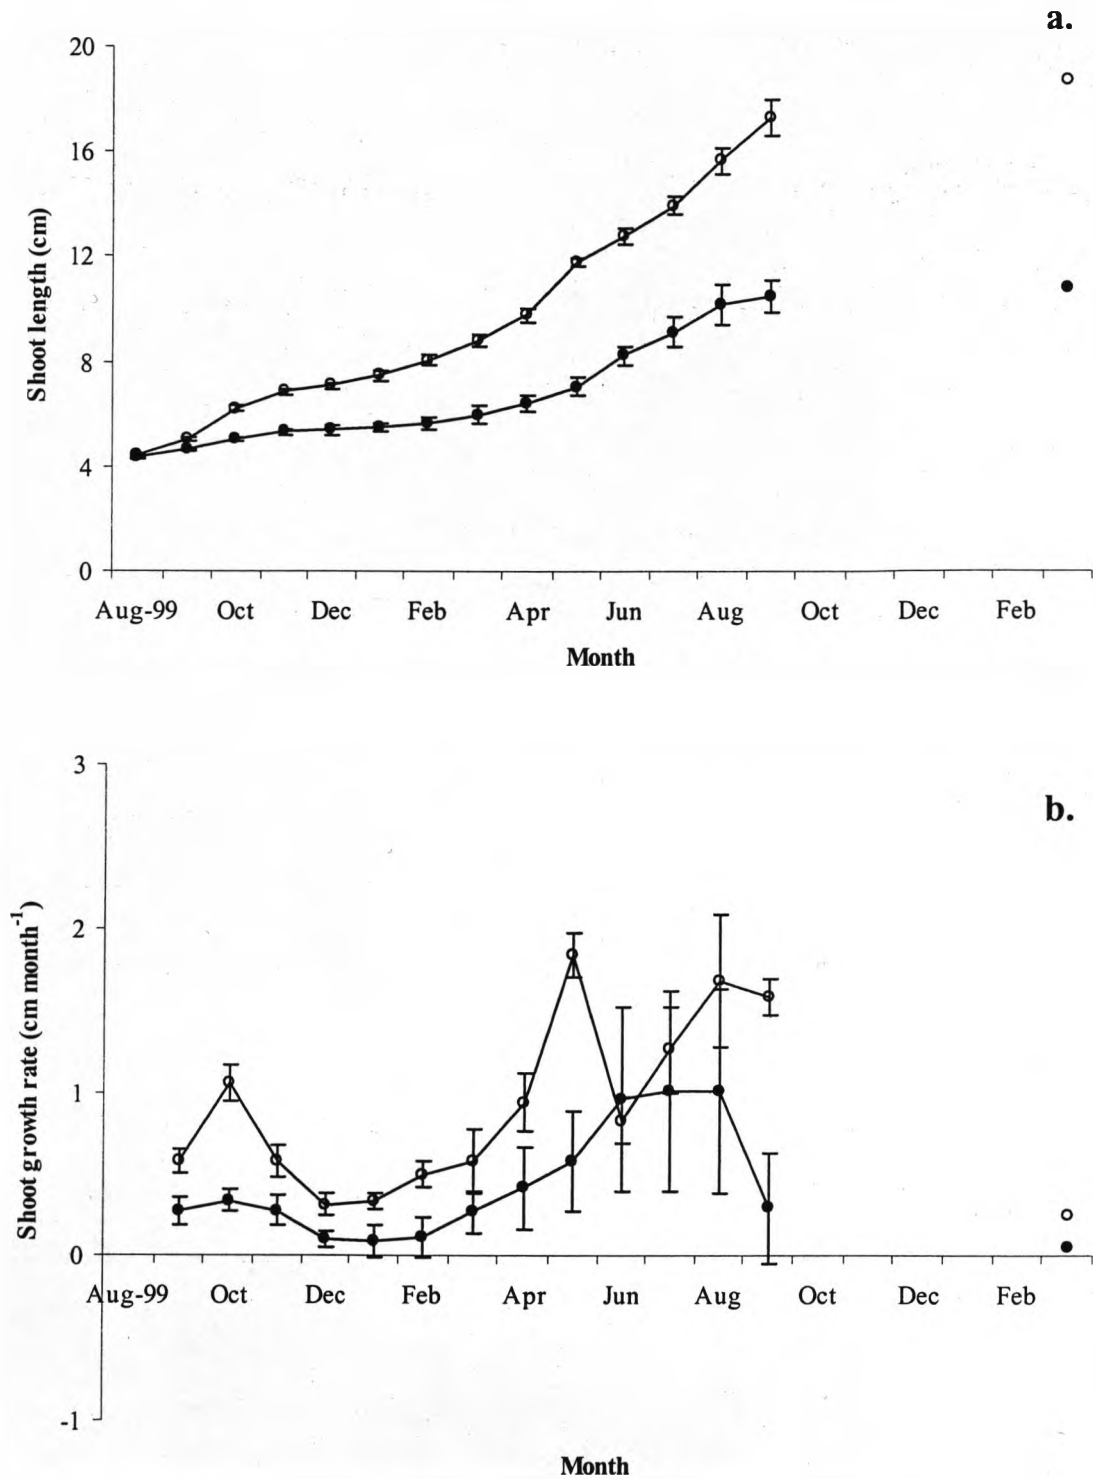 a.
20
16
12
8
4
0
Shoot length (cm)
Aug-99 Oct Dec Feb Apr Jun Aug Oct Dec Feb
Month
b.
3
2
1
0
-1
Shoot growth rate (cm month-1)
Aug-99 Oct Dec Feb Apr Jun Aug Oct Dec Feb
Month